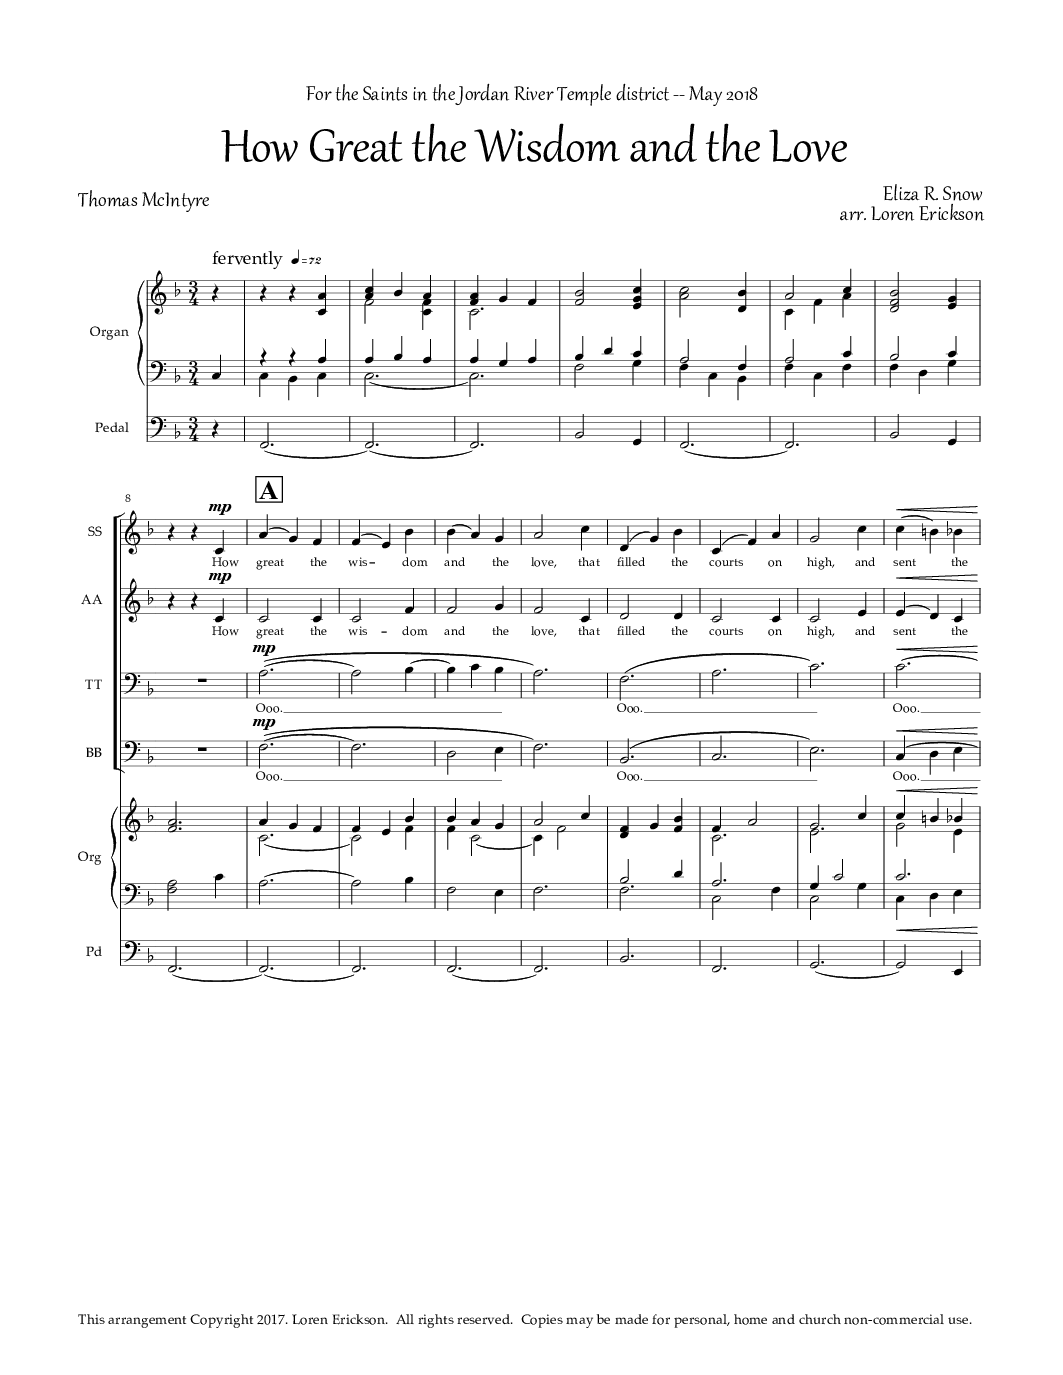 For the Saints in the Jordan River Temple district -- May 2018
How Great the Wisdom and the Love
Thomas McIntyre
Eliza R. Snow
arr. Loren Erickson
fervently ♩=72
Organ
Pedal
8
A
mp
SS
How great the wis - dom and the love, that filled the courts on high, and sent the
mp
AA
How great the wis - dom and the love, that filled the courts on high, and sent the
mp
TT
Ooo. Ooo. Ooo.
mp
BB
Ooo. Ooo. Ooo.
Org
Pd
This arrangement Copyright 2017. Loren Erickson. All rights reserved. Copies may be made for personal, home and church non-commercial use.